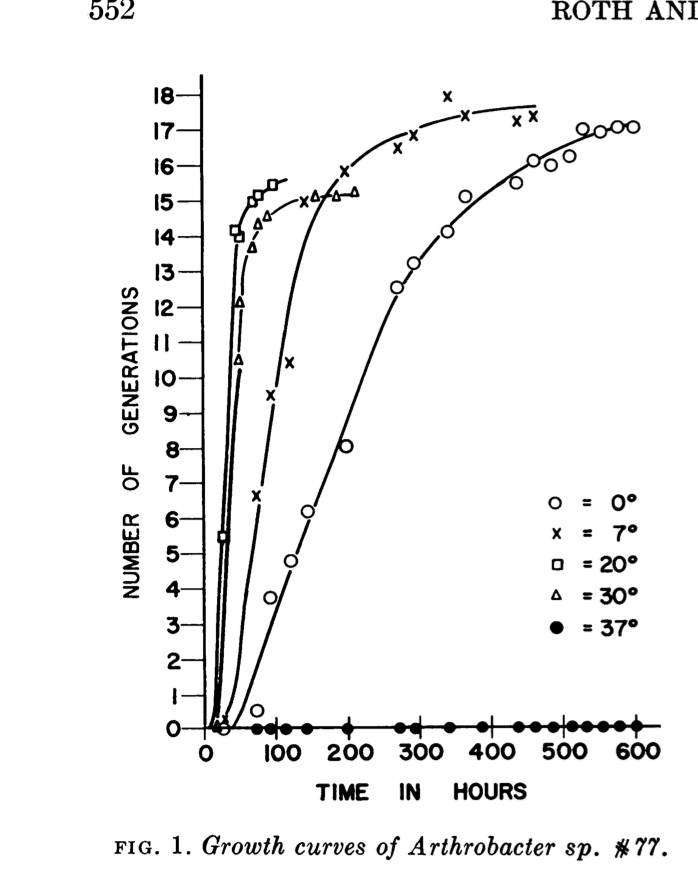 552 ROTH AND
18
17
16
15
14
13
12
11
10
9
8
7
6
5
4
3
2
1
0
NUMBER OF GENERATIONS
○ = 0°
x = 7°
□ = 20°
△ = 30°
● = 37°
0 100 200 300 400 500 600
TIME IN HOURS
FIG. 1. Growth curves of Arthrobacter sp. #77.